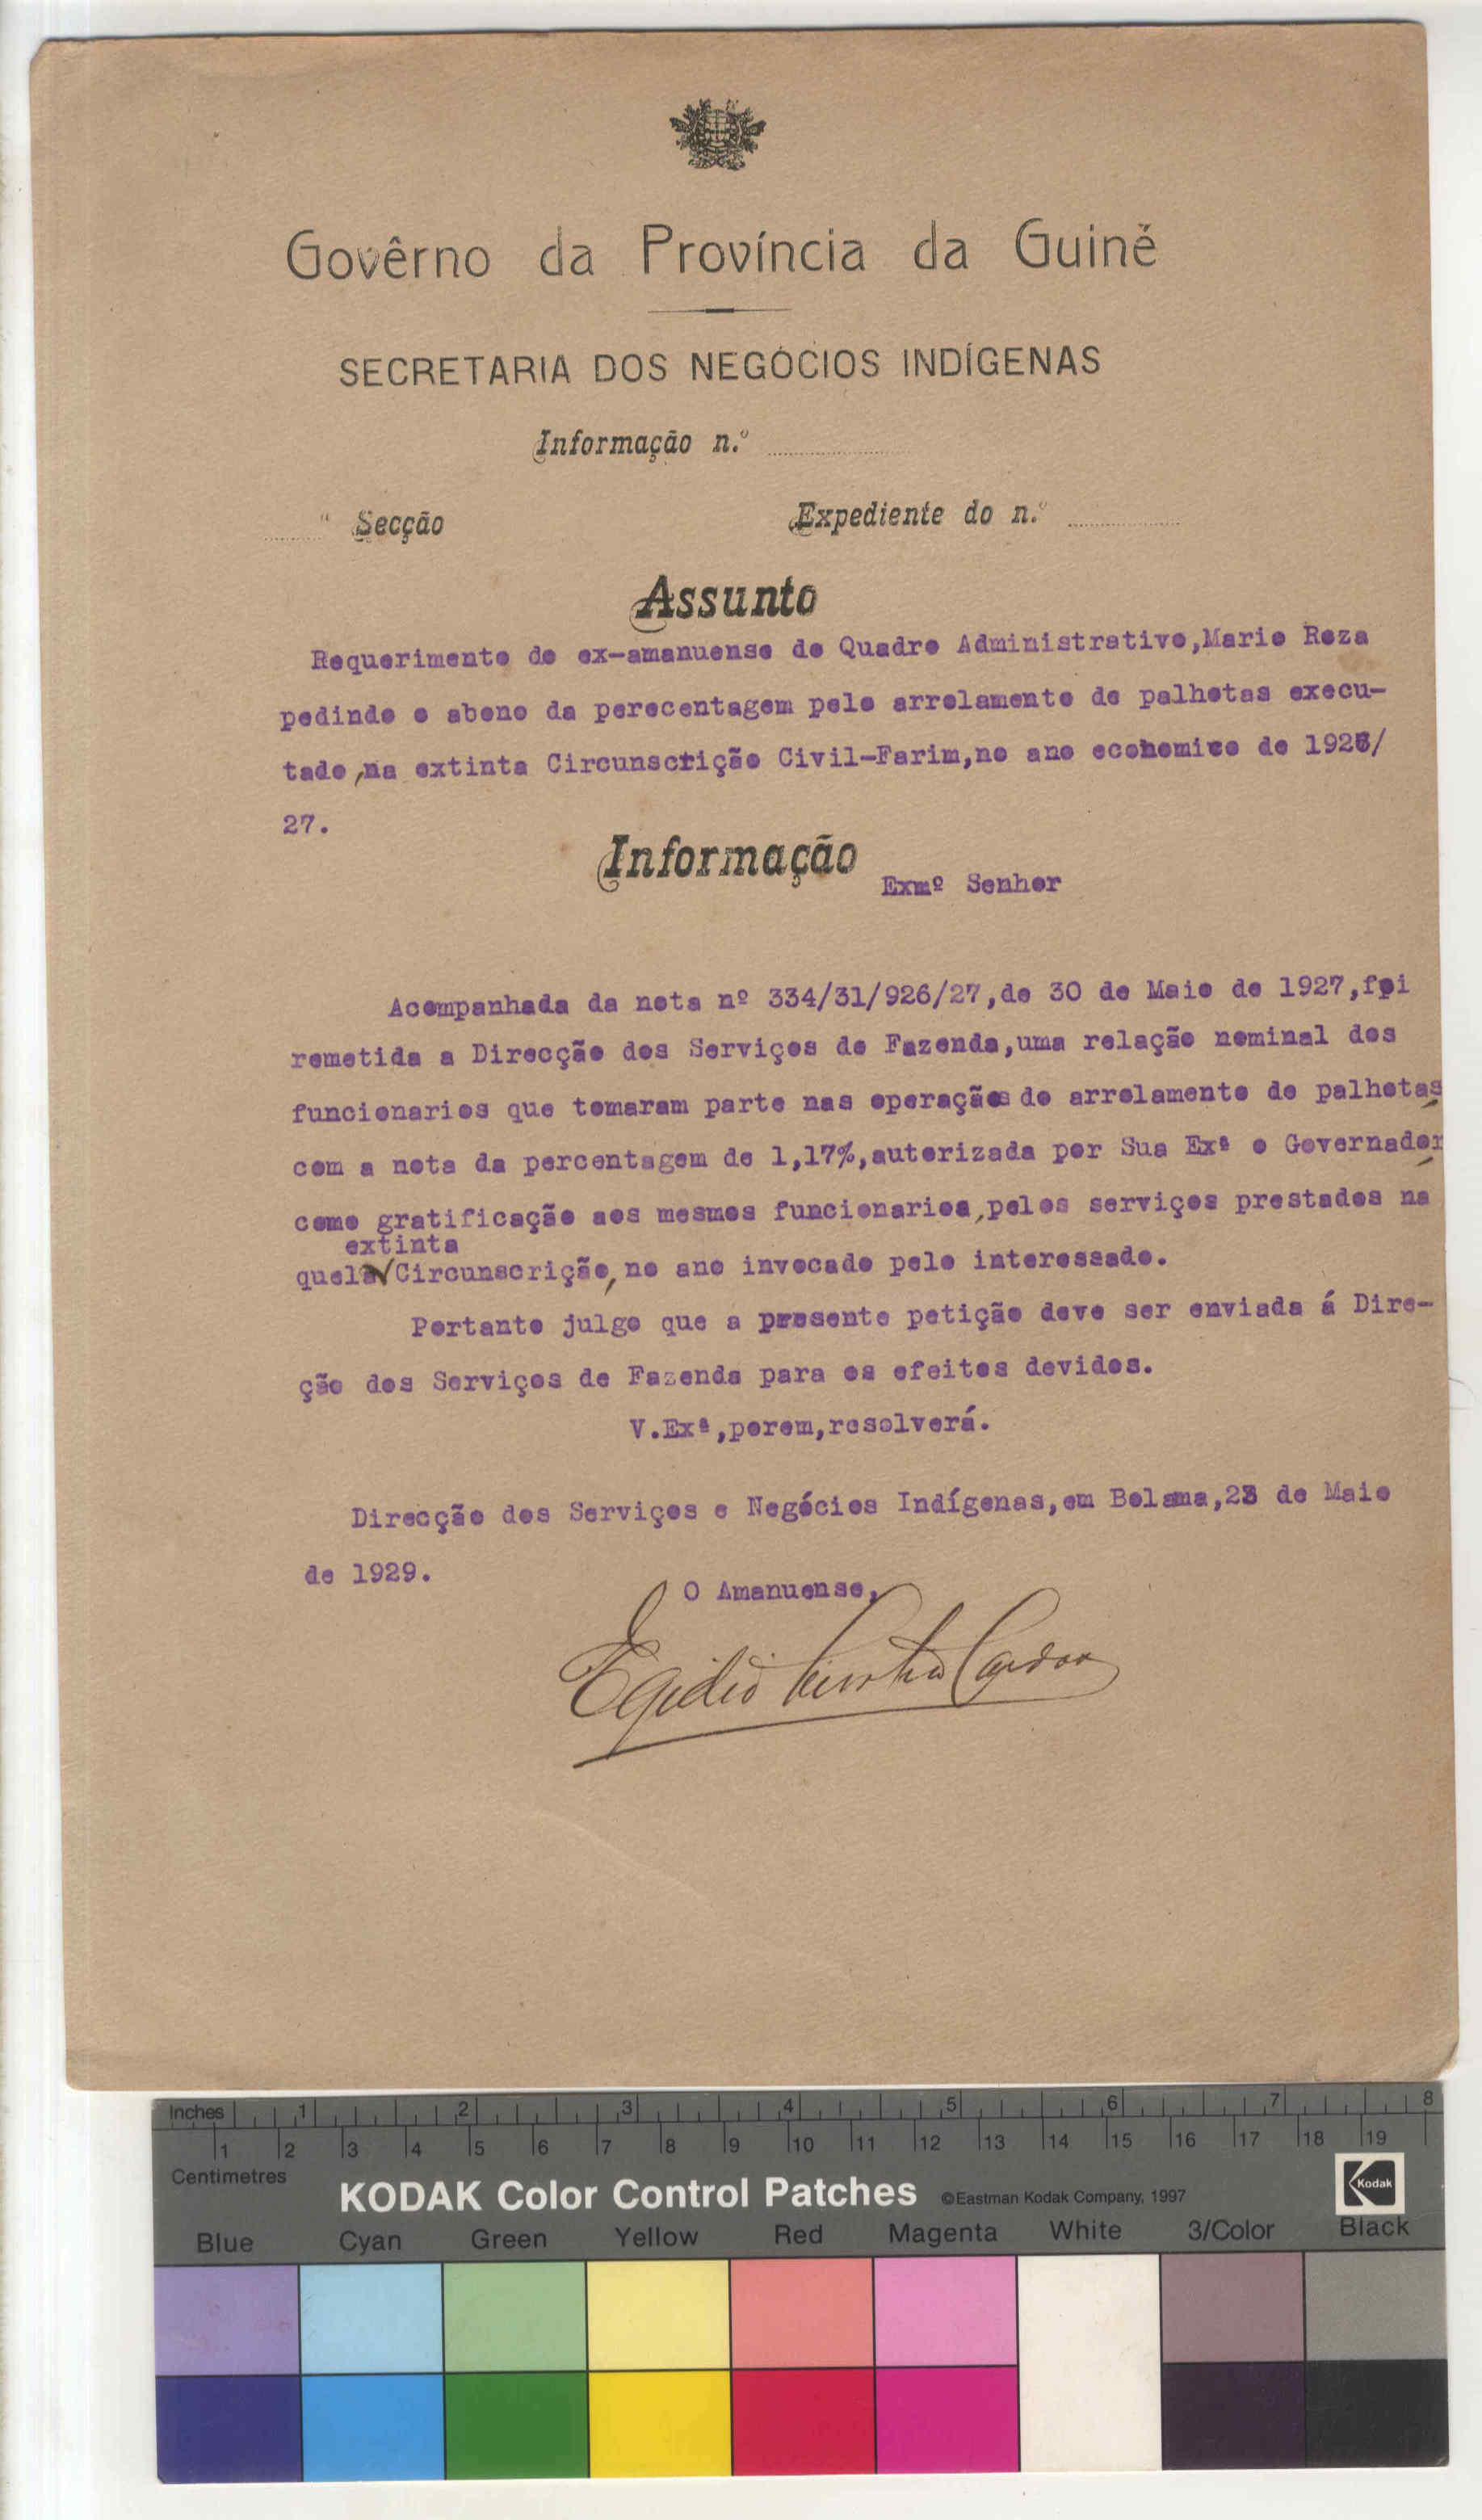 Govêrno da Província da Guiné
SECRETARIA DOS NEGÓCIOS INDÍGENAS
Informação n.º
ª Secção Expediente do n.º
Assunto
Requerimento do ex-amanuense do Quadro Administrativo,Mario Roza
pedindo o abono da perecentagem pelo arrolamento de palhotas execu-
tado,na extinta Circunscrição Civil-Farim,no ano economico de 1926/
27.
Informação
Exmº Senhor
Acompanhada da nota nº 334/31/926/27,de 30 de Maio de 1927,foi
remetida a Direcção dos Serviços de Fazenda,uma relação nominal dos
funcionarios que tomaram parte nas operações de arrolamento de palhotas,
com a nota da percentagem de 1,17%,autorizada por Sua Exª o Governador,
como gratificação aos mesmos funcionarios,pelos serviços prestados na
extinta
quela√Circunscrição,no ano invocado pelo interessado.
Portanto julgo que a presente petição deve ser enviada á Dire-
ção dos Serviços de Fazenda para os efeitos devidos.
V.Exª,porem,resolverá.
Direcção dos Serviços e Negócios Indígenas,em Bolama,23 de Maio
de 1929.
O Amanuense,
Egidio Cardoso
Inches 1 2 3 4 5 6 7 8
1 2 3 4 5 6 7 8 9 10 11 12 13 14 15 16 17 18 19
Centimetres
KODAK Color Control Patches ©Eastman Kodak Company, 1997 Kodak
Blue Cyan Green Yellow Red Magenta White 3/Color Black